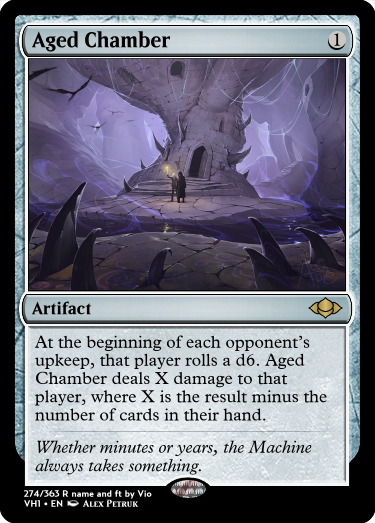 Aged Chamber
1
Artifact
At the beginning of each opponent's
upkeep, that player rolls a d6. Aged
Chamber deals X damage to that
player, where X is the result minus the
number of cards in their hand.
Whether minutes or years, the Machine
always takes something.
274/363 R name and ft by Vio
VH1 • EN Alex Petruk